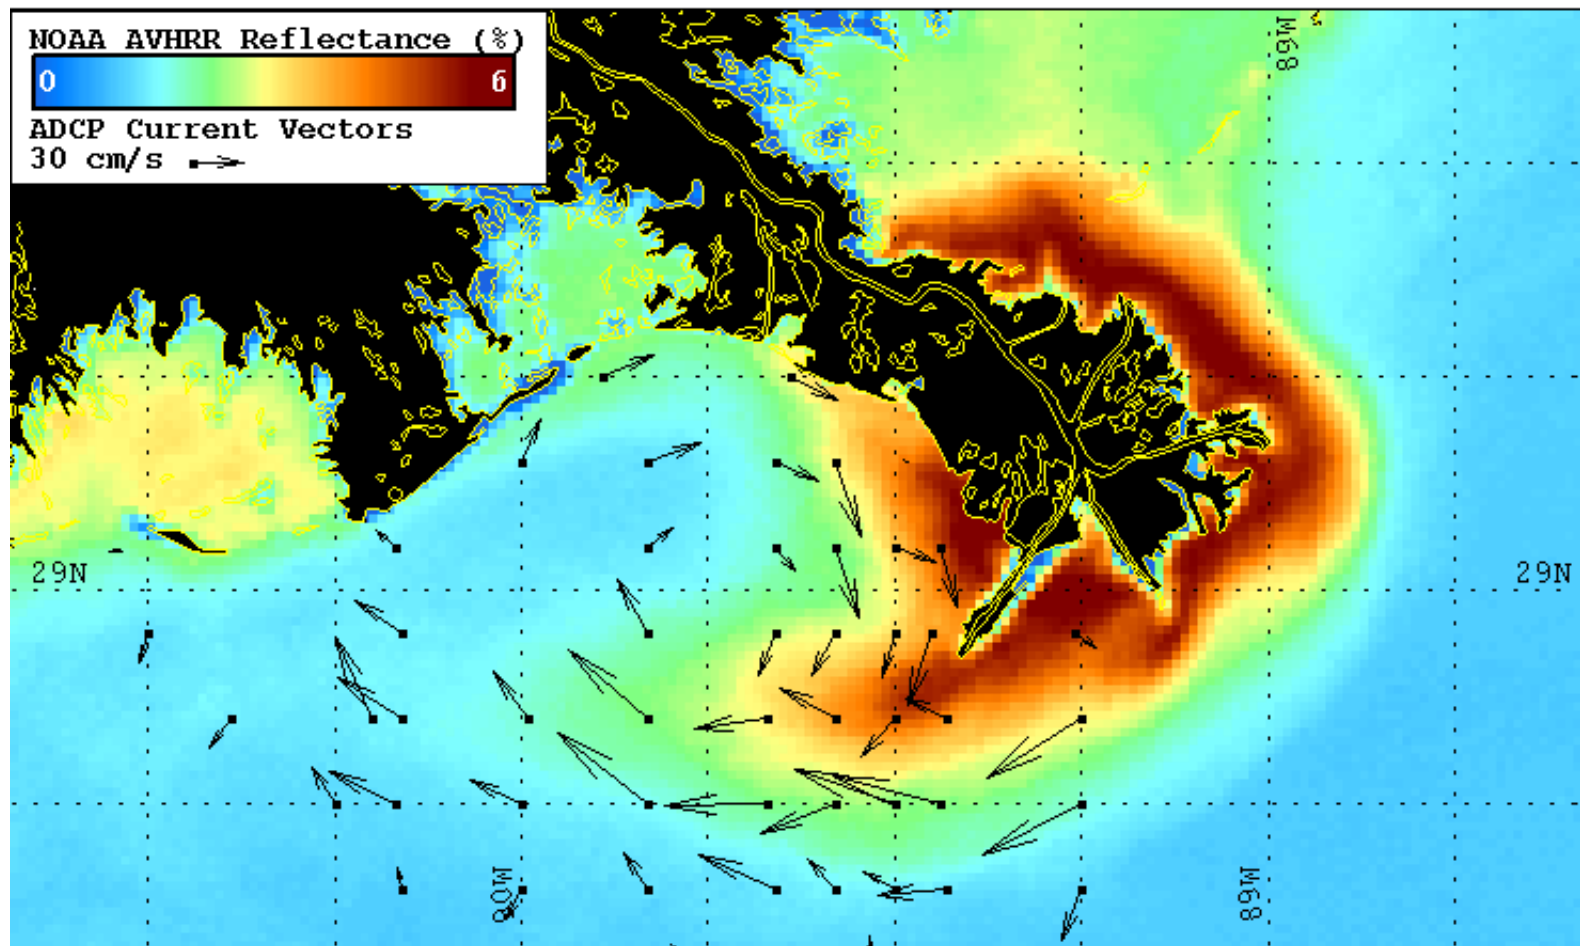 NOAA AVHRR Reflectance (%)
0 6
ADCP Current Vectors
30 cm/s
89W
29N 29N
90W 89W